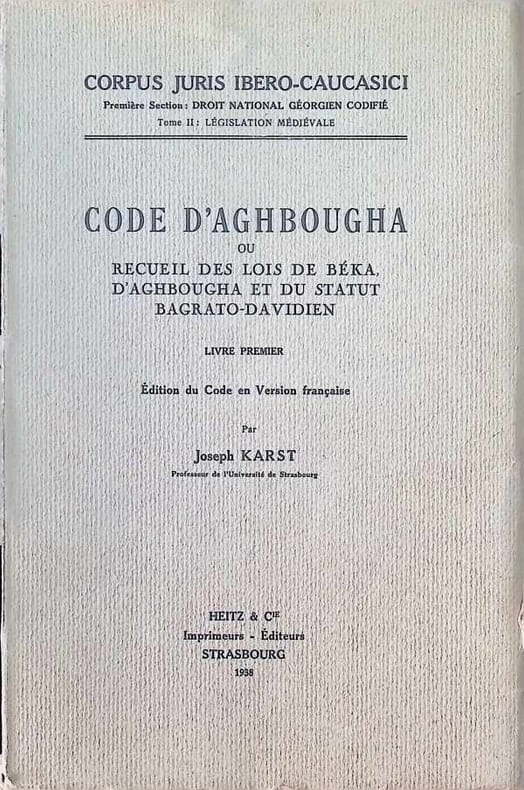 CORPUS JURIS IBERO-CAUCASICI
Première Section: DROIT NATIONAL GÉORGIEN CODIFIÉ
Tome II: LÉGISLATION MÉDIÉVALE
CODE D'AGHBOUGHA
OU
RECUEIL DES LOIS DE BÉKA,
D'AGHBOUGHA ET DU STATUT
BAGRATO-DAVIDIEN
LIVRE PREMIER
Édition du Code en Version française
Par
Joseph KARST
Professeur de l'Université de Strasbourg
HEITZ & CIE
Imprimeurs - Éditeurs
STRASBOURG
1938